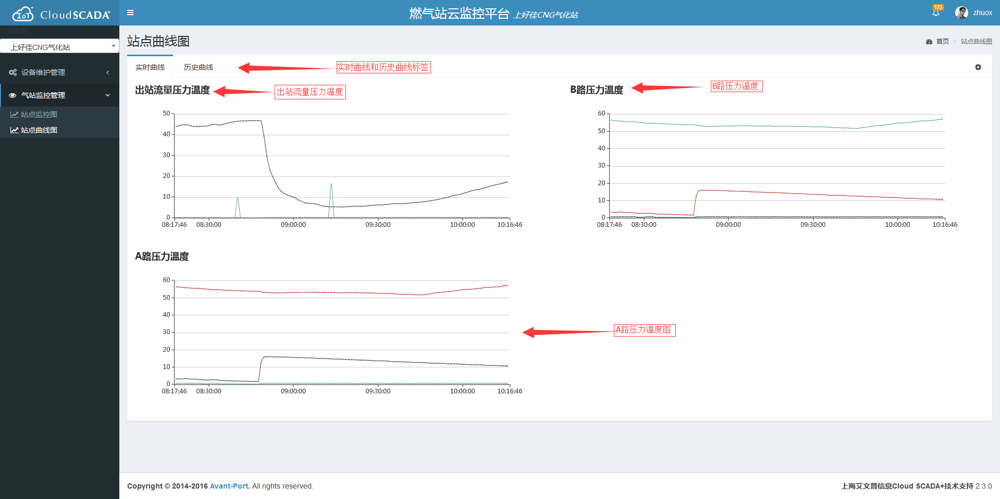 IoT CloudSCADA+
燃气站云监控平台 上好佳CNG气化站
123
zhuox
气站名称
上好佳CNG气化站
设备维护管理
气站监控管理
站点监控图
站点曲线图
站点曲线图
首页 > 站点曲线图
实时曲线 历史曲线
实时曲线和历史曲线标签
出站流量压力温度
出站流量压力温度
50
40
30
20
10
0
08:17:46 08:30:00 09:00:00 09:30:00 10:00:00 10:16:46
B路压力温度
B路压力温度
60
50
40
30
20
10
0
08:17:46 08:30:00 09:00:00 09:30:00 10:00:00 10:16:46
A路压力温度
60
50
40
30
20
10
0
08:17:46 08:30:00 09:00:00 09:30:00 10:00:00 10:16:46
A路压力温度图
Copyright © 2014-2016 Avant-Port. All rights reserved.
上海艾文普信息Cloud SCADA+技术支持 2.3.0